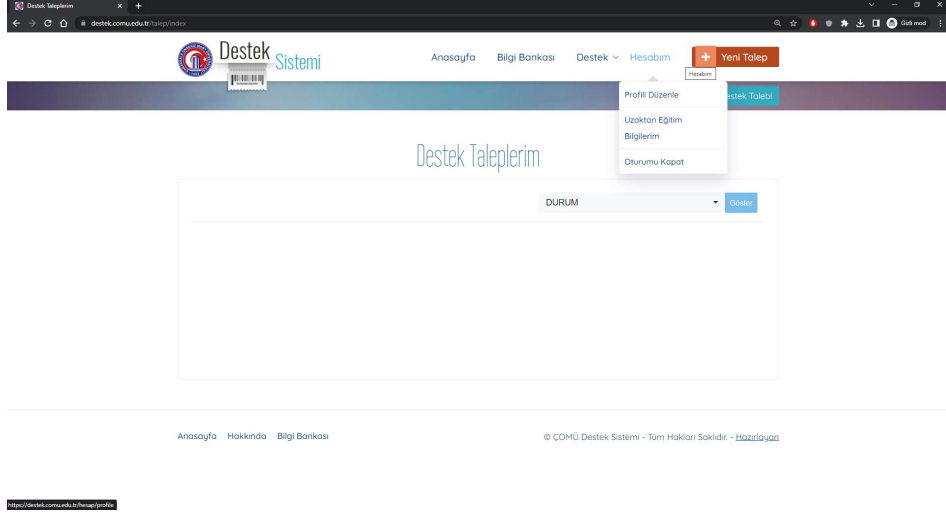 Destek Taleplerim
destek.comu.edu.tr/talep/index
Gizli mod
Destek Sistemi
Anasayfa
Bilgi Bankası
Destek
Hesabım
+ Yeni Talep
Hesabım
Profili Düzenle
estek Talebi
Uzaktan Eğitim
Bilgilerim
Oturumu Kapat
Destek Taleplerim
DURUM
Göster
Anasayfa Hakkında Bilgi Bankası
© ÇOMÜ Destek Sistemi - Tüm Hakları Saklıdır. - Hazırlayan
https://destek.comu.edu.tr/hesap/profile